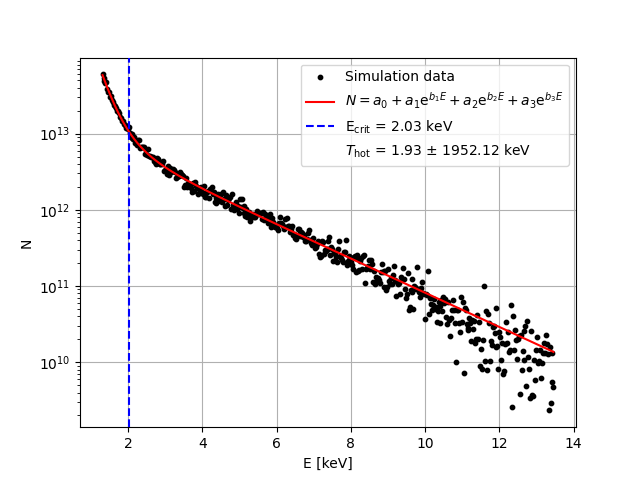 Simulation data
N = a₀ + a₁e^{b₁E} + a₂e^{b₂E} + a₃e^{b₃E}
E_crit = 2.03 keV
T_hot = 1.93 ± 1952.12 keV
N
10¹³
10¹²
10¹¹
10¹⁰
2 4 6 8 10 12 14
E [keV]